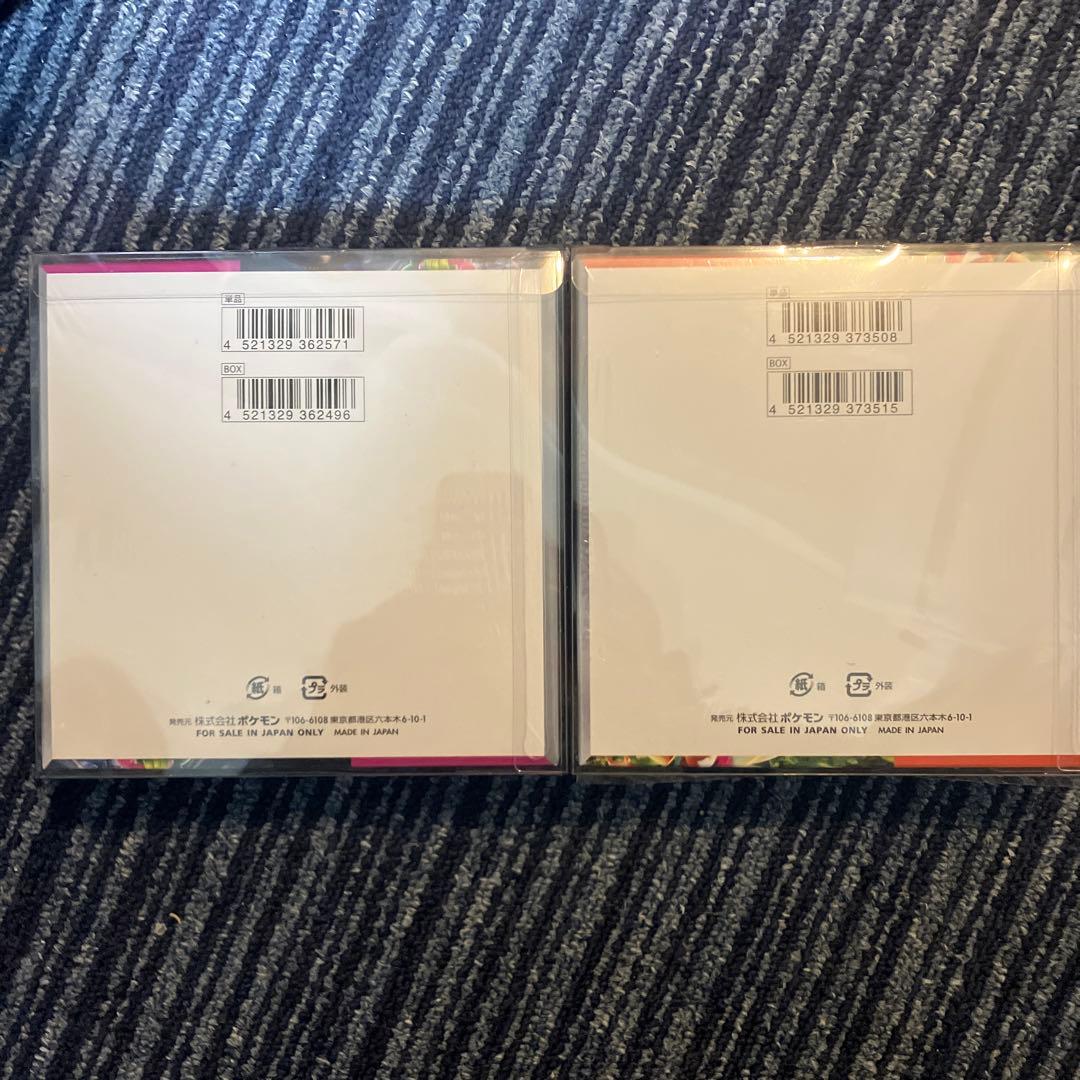 単品
4 521329 362571
BOX
4 521329 362496
紙 箱 プラ 外装
発売元 株式会社ポケモン 〒106-6108 東京都港区六本木6-10-1
FOR SALE IN JAPAN ONLY MADE IN JAPAN
単品
4 521329 373508
BOX
4 521329 373515
紙 箱 プラ 外装
発売元 株式会社ポケモン 〒106-6108 東京都港区六本木6-10-1
FOR SALE IN JAPAN ONLY MADE IN JAPAN